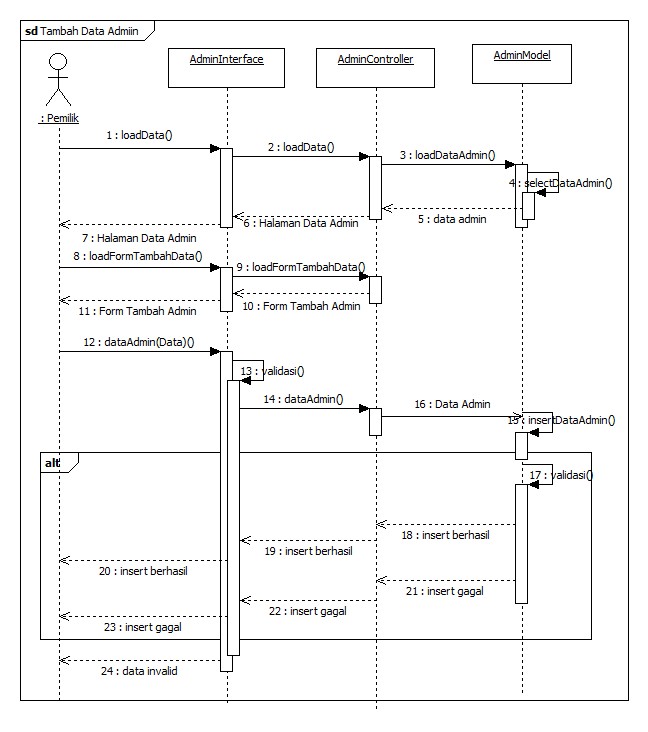 sd Tambah Data Admiin
AdminInterface
AdminController
AdminModel
: Pemilik
1 : loadData()
2 : loadData()
3 : loadDataAdmin()
4 : selectDataAdmin()
5 : data admin
6 : Halaman Data Admin
7 : Halaman Data Admin
8 : loadFormTambahData()
9 : loadFormTambahData()
10 : Form Tambah Admin
11 : Form Tambah Admin
12 : dataAdmin(Data)()
13 : validasi()
14 : dataAdmin()
16 : Data Admin
15 : insertDataAdmin()
alt
17 : validasi()
18 : insert berhasil
19 : insert berhasil
20 : insert berhasil
21 : insert gagal
22 : insert gagal
23 : insert gagal
24 : data invalid